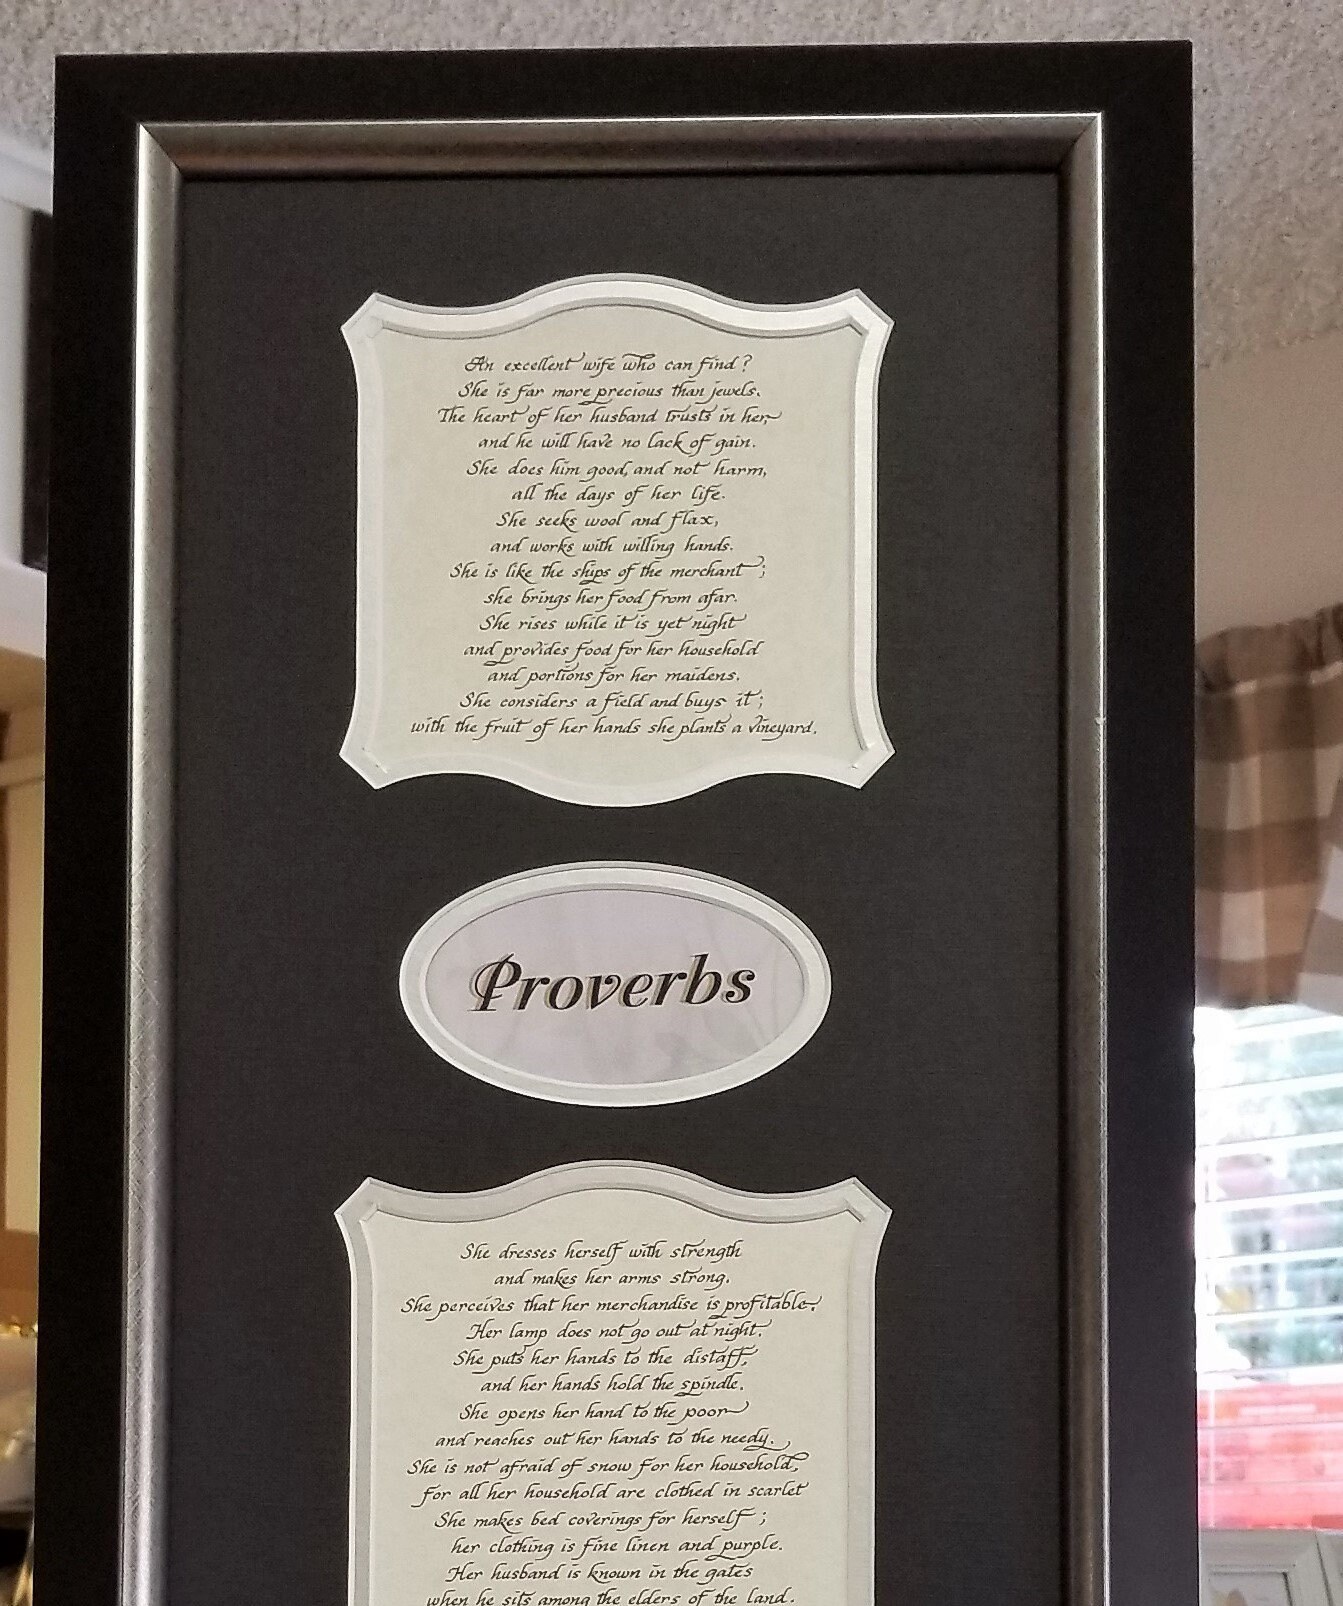 An excellent wife who can find?
She is far more precious than jewels.
The heart of her husband trusts in her,
and he will have no lack of gain.
She does him good, and not harm,
all the days of her life.
She seeks wool and flax,
and works with willing hands.
She is like the ships of the merchant;
she brings her food from afar.
She rises while it is yet night
and provides food for her household
and portions for her maidens.
She considers a field and buys it;
with the fruit of her hands she plants a vineyard.
Proverbs
She dresses herself with strength
and makes her arms strong.
She perceives that her merchandise is profitable.
Her lamp does not go out at night.
She puts her hands to the distaff,
and her hands hold the spindle.
She opens her hand to the poor
and reaches out her hands to the needy.
She is not afraid of snow for her household,
for all her household are clothed in scarlet
She makes bed coverings for herself;
her clothing is fine linen and purple.
Her husband is known in the gates
when he sits among the elders of the land.